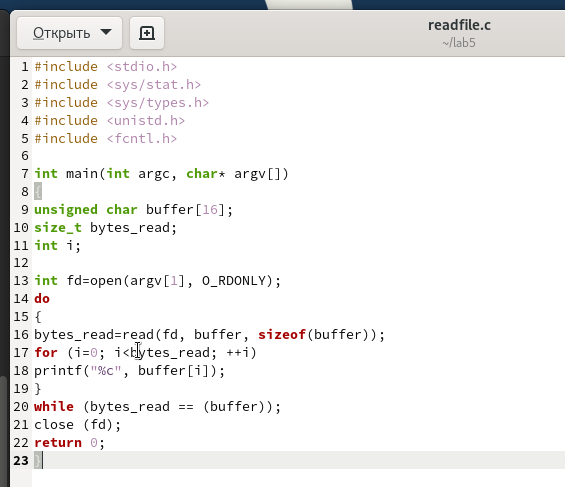 Открыть
readfile.c
~/lab5
1 #include <stdio.h>
2 #include <sys/stat.h>
3 #include <sys/types.h>
4 #include <unistd.h>
5 #include <fcntl.h>
6
7 int main(int argc, char* argv[])
8 {
9 unsigned char buffer[16];
10 size_t bytes_read;
11 int i;
12
13 int fd=open(argv[1], O_RDONLY);
14 do
15 {
16 bytes_read=read(fd, buffer, sizeof(buffer));
17 for (i=0; i<bytes_read; ++i)
18 printf("%c", buffer[i]);
19 }
20 while (bytes_read == (buffer));
21 close (fd);
22 return 0;
23 }